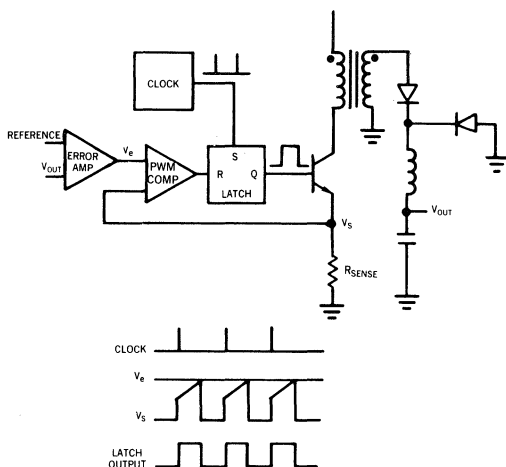 CLOCK
REFERENCE
VOUT
ERROR
AMP
Ve
PWM
COMP
S
R
Q
LATCH
VS
RSENSE
VOUT
CLOCK
Ve
VS
LATCH
OUTPUT